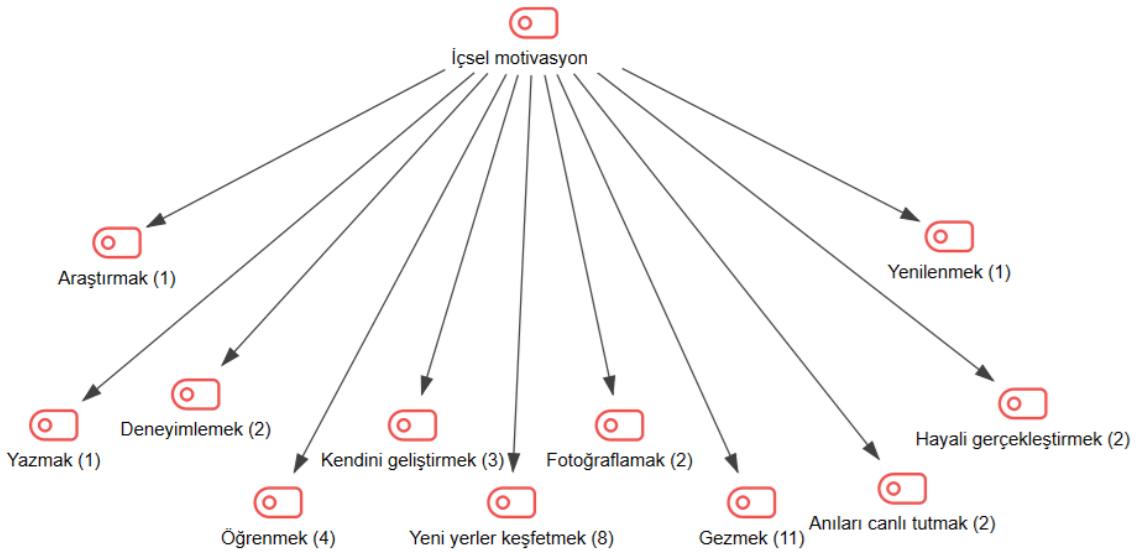 İçsel motivasyon
Araştırmak (1)
Yenilenmek (1)
Yazmak (1)
Deneyimlemek (2)
Kendini geliştirmek (3)
Fotoğraflamak (2)
Hayali gerçekleştirmek (2)
Öğrenmek (4)
Yeni yerler keşfetmek (8)
Gezmek (11)
Anıları canlı tutmak (2)